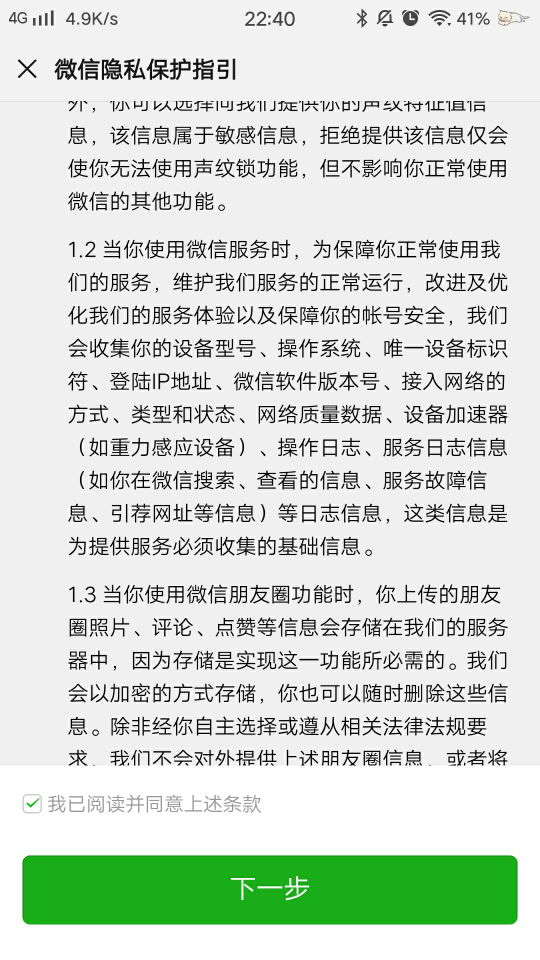 4G 4.9K/s 22:40 41%
微信隐私保护指引
外，你可以选择向我们提供你的声纹特征值信
息，该信息属于敏感信息，拒绝提供该信息仅会
使你无法使用声纹锁功能，但不影响你正常使用
微信的其他功能。
1.2 当你使用微信服务时，为保障你正常使用我
们的服务，维护我们服务的正常运行，改进及优
化我们的服务体验以及保障你的帐号安全，我们
会收集你的设备型号、操作系统、唯一设备标识
符、登陆IP地址、微信软件版本号、接入网络的
方式、类型和状态、网络质量数据、设备加速器
（如重力感应设备）、操作日志、服务日志信息
（如你在微信搜索、查看的信息、服务故障信
息、引荐网址等信息）等日志信息，这类信息是
为提供服务必须收集的基础信息。
1.3 当你使用微信朋友圈功能时，你上传的朋友
圈照片、评论、点赞等信息会存储在我们的服务
器中，因为存储是实现这一功能所必需的。我们
会以加密的方式存储，你也可以随时删除这些信
息。除非经你自主选择或遵从相关法律法规要
求，我们不会对外提供上述朋友圈信息，或者将
我已阅读并同意上述条款
下一步